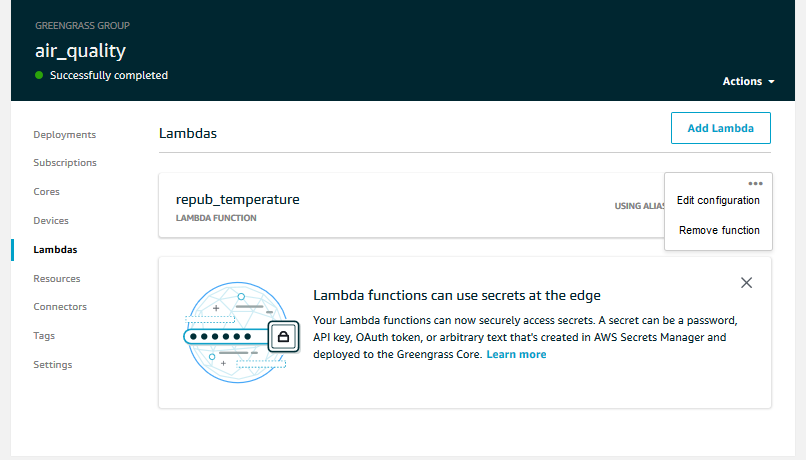 GREENGRASS GROUP
air_quality
Successfully completed
Actions
Deployments
Subscriptions
Cores
Devices
Lambdas
Resources
Connectors
Tags
Settings
Lambdas
Add Lambda
repub_temperature
LAMBDA FUNCTION
USING ALIAS
Edit configuration
Remove function
Lambda functions can use secrets at the edge
Your Lambda functions can now securely access secrets. A secret can be a password,
API key, OAuth token, or arbitrary text that's created in AWS Secrets Manager and
deployed to the Greengrass Core. Learn more